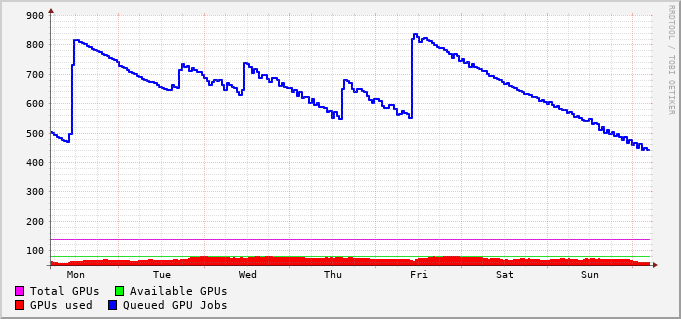 900
800
700
600
500
400
300
200
100
Mon Tue Wed Thu Fri Sat Sun
Total GPUs Available GPUs
GPUs used Queued GPU Jobs
RRDTOOL / TOBI OETIKER